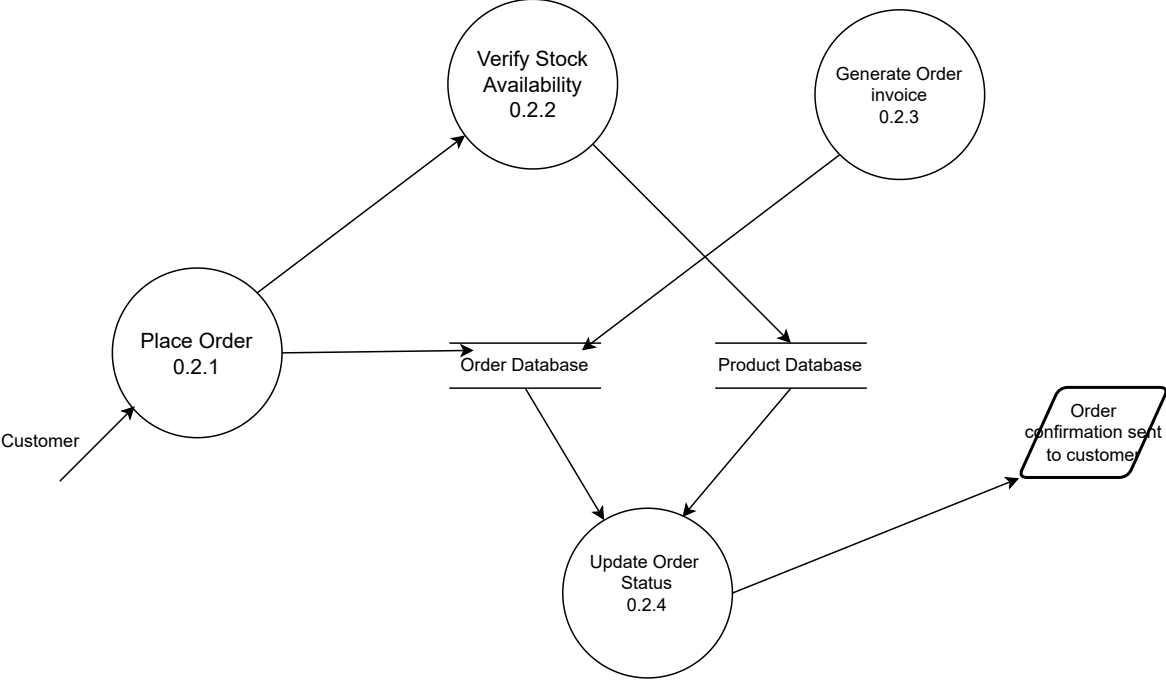 Verify Stock
Availability
0.2.2
Generate Order
invoice
0.2.3
Place Order
0.2.1
Order Database
Product Database
Customer
Order
confirmation sent
to customer
Update Order
Status
0.2.4